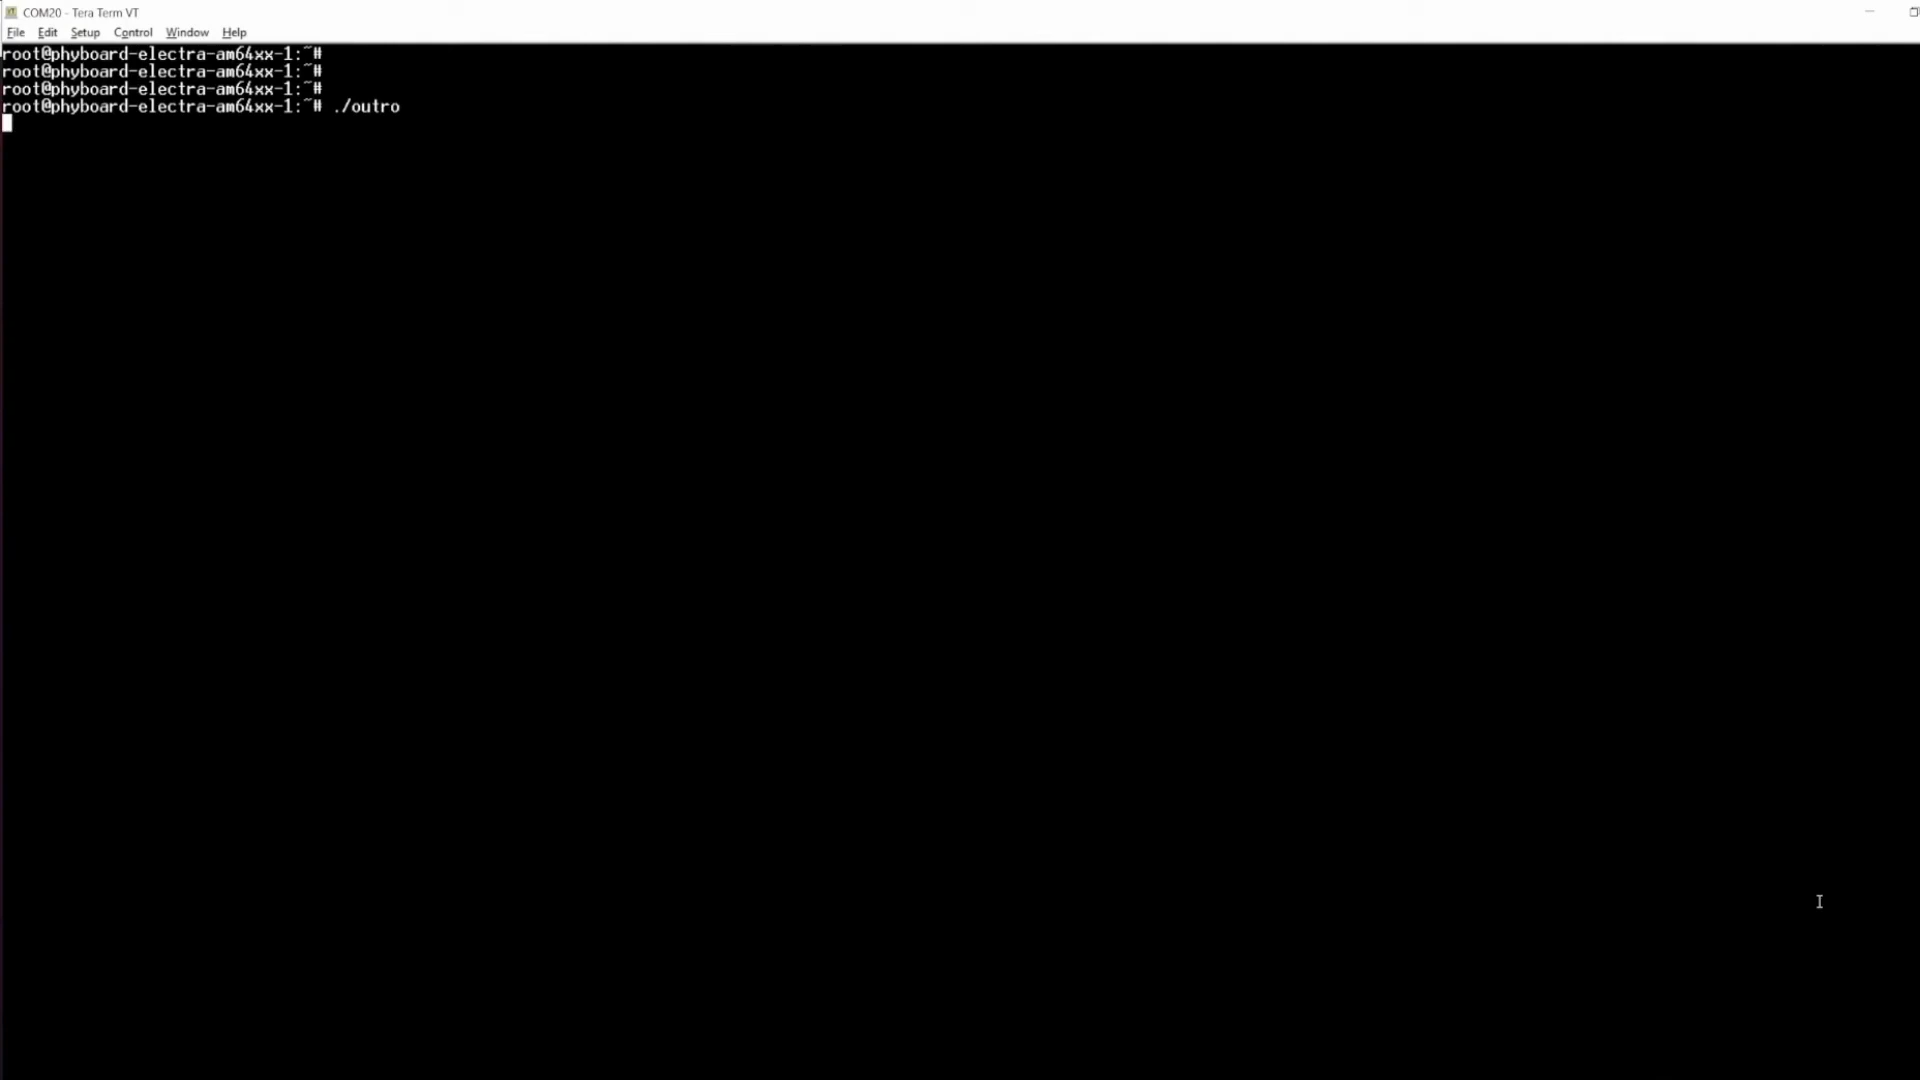 COM20 - Tera Term VT
File Edit Setup Control Window Help
root@phyboard-electra-am64xx-1:~#
root@phyboard-electra-am64xx-1:~#
root@phyboard-electra-am64xx-1:~#
root@phyboard-electra-am64xx-1:~# ./outro